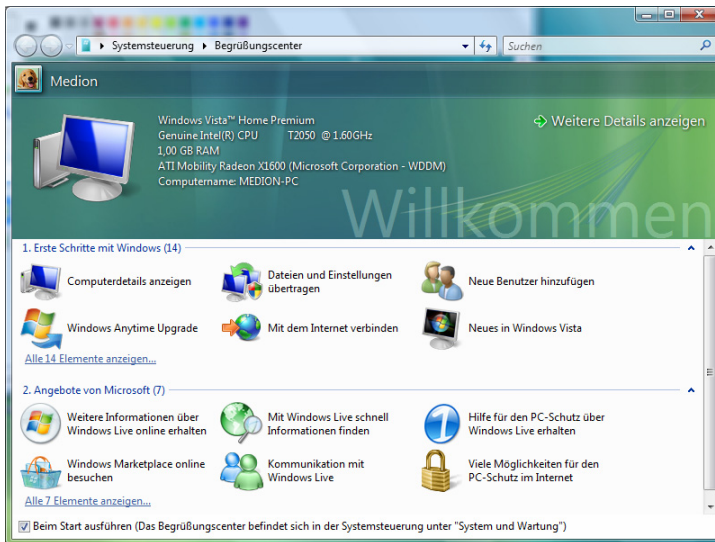 Systemsteuerung ▸ Begrüßungscenter
Suchen
Medion
Windows Vista™ Home Premium
Genuine Intel(R) CPU T2050 @ 1.60GHz
1,00 GB RAM
ATI Mobility Radeon X1600 (Microsoft Corporation - WDDM)
Computername: MEDION-PC
Weitere Details anzeigen
Willkommen
1. Erste Schritte mit Windows (14)
Computerdetails anzeigen
Dateien und Einstellungen
übertragen
Neue Benutzer hinzufügen
Windows Anytime Upgrade
Mit dem Internet verbinden
Neues in Windows Vista
Alle 14 Elemente anzeigen...
2. Angebote von Microsoft (7)
Weitere Informationen über
Windows Live online erhalten
Mit Windows Live schnell
Informationen finden
Hilfe für den PC-Schutz über
Windows Live erhalten
Windows Marketplace online
besuchen
Kommunikation mit
Windows Live
Viele Möglichkeiten für den
PC-Schutz im Internet
Alle 7 Elemente anzeigen...
Beim Start ausführen (Das Begrüßungscenter befindet sich in der Systemsteuerung unter "System und Wartung")